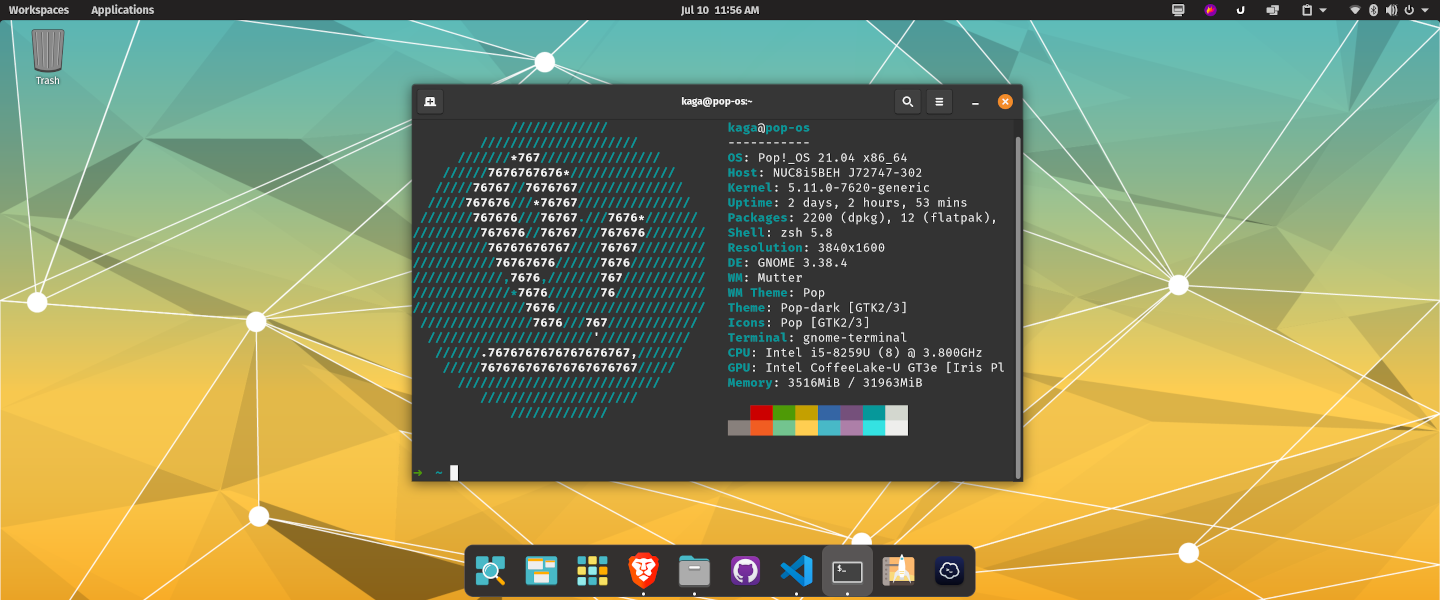 Workspaces Applications Jul 10 11:56 AM
Trash
kaga@pop-os:~
/////////////
/////////////////////
///////*767////////////////
//////7676767676*//////////////
/////76767//7676767//////////////
/////767676///*76767///////////////
///////767676///76767.///7676*///////
/////////767676//76767///767676////////
//////////76767676767////76767/////////
///////////76767676//////7676//////////
////////////,7676,///////767///////////
/////////////*7676///////76////////////
///////////////7676////////////////////
///////////////7676///767////////////
//////////////////////'////////////
//////.7676767676767676767,//////
/////767676767676767676767/////
///////////////////////////
/////////////////////
/////////////
kaga@pop-os
-----------
OS: Pop!_OS 21.04 x86_64
Host: NUC8i5BEH J72747-302
Kernel: 5.11.0-7620-generic
Uptime: 2 days, 2 hours, 53 mins
Packages: 2200 (dpkg), 12 (flatpak),
Shell: zsh 5.8
Resolution: 3840x1600
DE: GNOME 3.38.4
WM: Mutter
WM Theme: Pop
Theme: Pop-dark [GTK2/3]
Icons: Pop [GTK2/3]
Terminal: gnome-terminal
CPU: Intel i5-8259U (8) @ 3.800GHz
GPU: Intel CoffeeLake-U GT3e [Iris Pl
Memory: 3516MiB / 31963MiB
➜ ~
$_